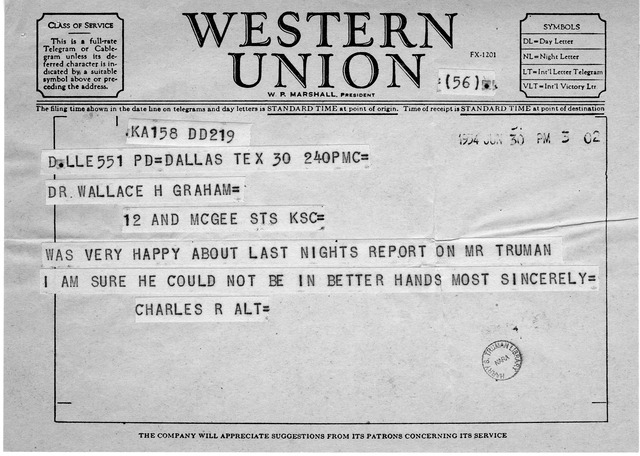 CLASS OF SERVICE
This is a full-rate
Telegram or Cable-
gram unless its de-
ferred character is in-
dicated by a suitable
symbol above or pre-
ceding the address.
WESTERN
UNION
W. P. MARSHALL, PRESIDENT
FX-1201
(56)
SYMBOLS
DL=Day Letter
NL=Night Letter
LT=Int'l Letter Telegram
VLT=Int'l Victory Ltr.
The filing time shown in the date line on telegrams and day letters is STANDARD TIME at point of origin. Time of receipt is STANDARD TIME at point of destination
.KA158 DD219
1954 JUN 30 PM 3 02
D.LLE551 PD=DALLAS TEX 30 240PMC=
DR. WALLACE H GRAHAM=
12 AND MCGEE STS KSC=
WAS VERY HAPPY ABOUT LAST NIGHTS REPORT ON MR TRUMAN
I AM SURE HE COULD NOT BE IN BETTER HANDS MOST SINCERELY=
CHARLES R ALT=
HARRY S. TRUMAN LIBRARY
NARA
THE COMPANY WILL APPRECIATE SUGGESTIONS FROM ITS PATRONS CONCERNING ITS SERVICE